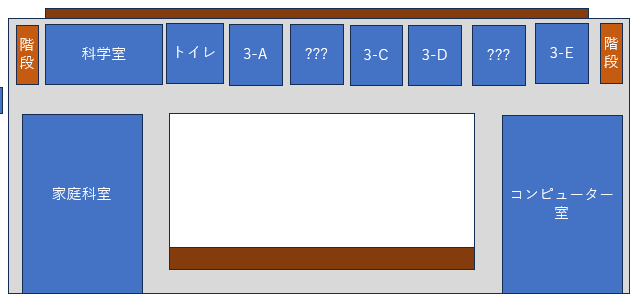 階
段
科学室
トイレ
3-A
???
3-C
3-D
???
3-E
階
段
家庭科室
コンピューター
室